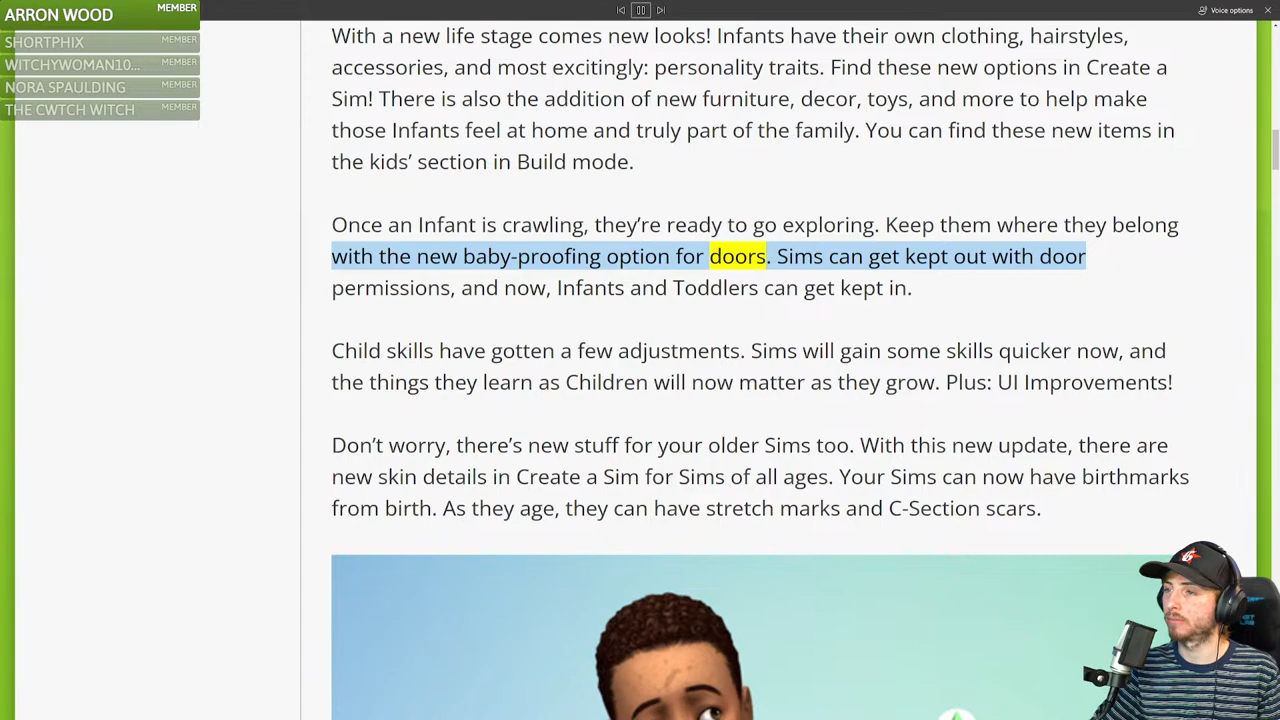 ARRON WOOD MEMBER
SHORTPHIX MEMBER
WITCHYWOMAN10... MEMBER
NORA SPAULDING MEMBER
THE CWTCH WITCH MEMBER
Voice options
With a new life stage comes new looks! Infants have their own clothing, hairstyles,
accessories, and most excitingly: personality traits. Find these new options in Create a
Sim! There is also the addition of new furniture, decor, toys, and more to help make
those Infants feel at home and truly part of the family. You can find these new items in
the kids’ section in Build mode.
Once an Infant is crawling, they’re ready to go exploring. Keep them where they belong
with the new baby-proofing option for doors. Sims can get kept out with door
permissions, and now, Infants and Toddlers can get kept in.
Child skills have gotten a few adjustments. Sims will gain some skills quicker now, and
the things they learn as Children will now matter as they grow. Plus: UI Improvements!
Don’t worry, there’s new stuff for your older Sims too. With this new update, there are
new skin details in Create a Sim for Sims of all ages. Your Sims can now have birthmarks
from birth. As they age, they can have stretch marks and C-Section scars.